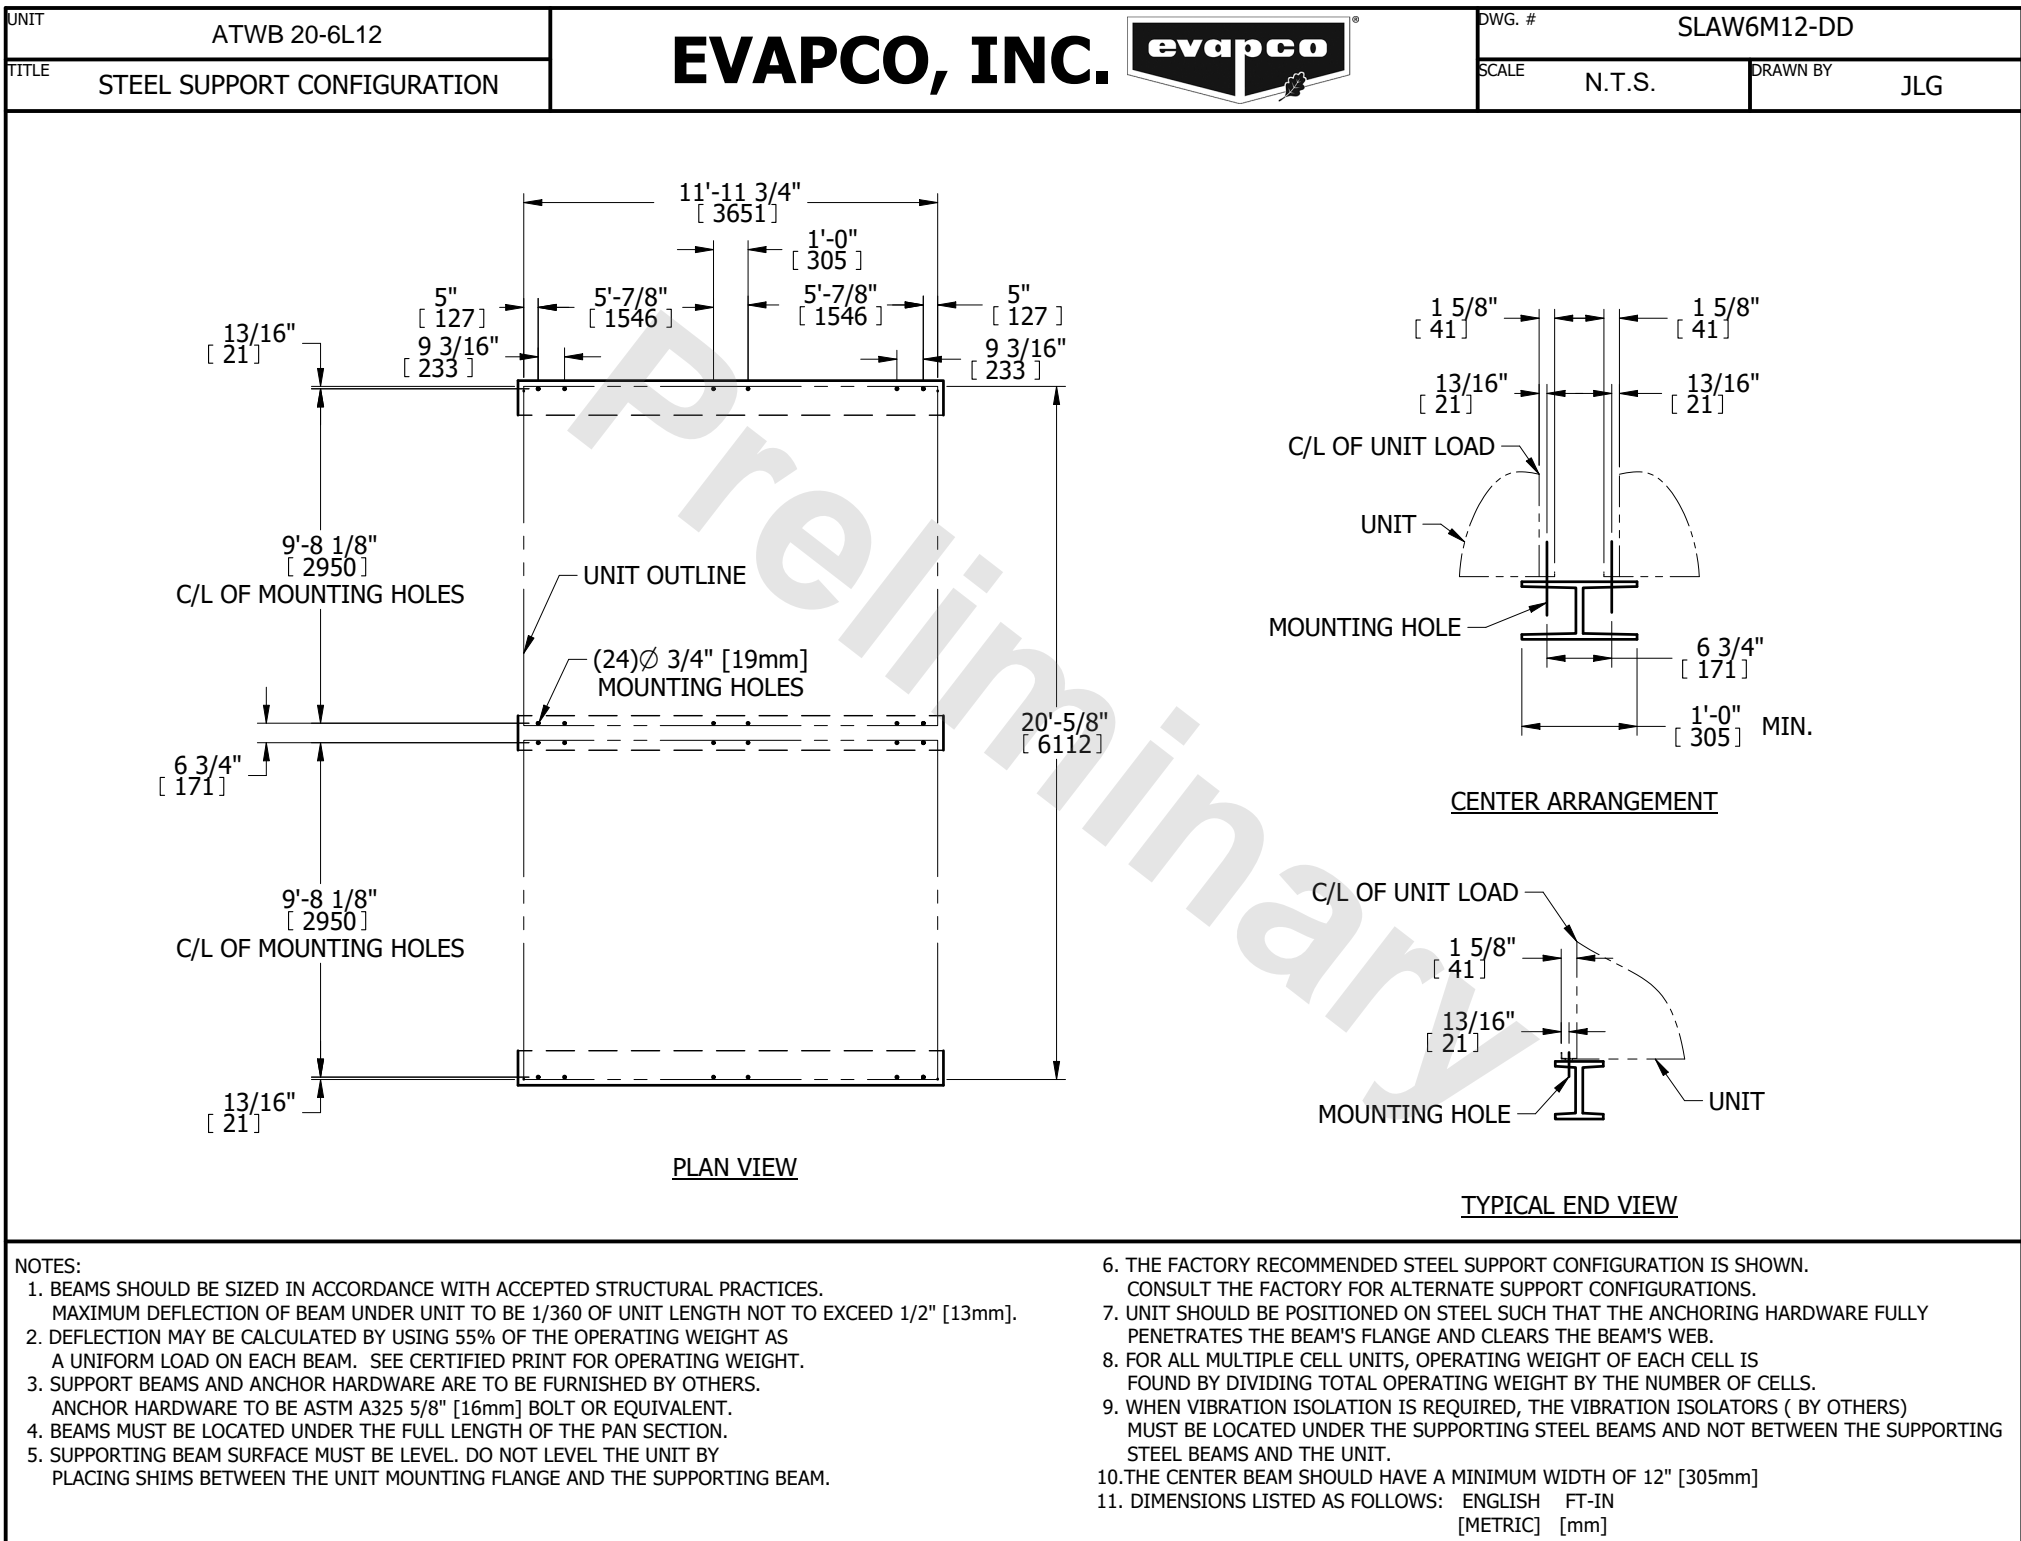 UNIT
ATWB 20-6L12
TITLE
STEEL SUPPORT CONFIGURATION
EVAPCO, INC.
evapco
®
DWG. #
SLAW6M12-DD
SCALE
N.T.S.
DRAWN BY
JLG
11'-11 3/4"
[ 3651]
1'-0"
[ 305 ]
5"
[ 127]
5'-7/8"
[ 1546 ]
5'-7/8"
[ 1546 ]
5"
[ 127 ]
13/16"
[ 21]
9 3/16"
[ 233 ]
9 3/16"
[ 233 ]
9'-8 1/8"
[ 2950]
C/L OF MOUNTING HOLES
UNIT OUTLINE
(24)∅ 3/4" [19mm]
MOUNTING HOLES
6 3/4"
[ 171]
20'-5/8"
[ 6112]
9'-8 1/8"
[ 2950]
C/L OF MOUNTING HOLES
13/16"
[ 21]
PLAN VIEW
1 5/8"
[ 41]
1 5/8"
[ 41]
13/16"
[ 21]
13/16"
[ 21]
C/L OF UNIT LOAD
UNIT
MOUNTING HOLE
6 3/4"
[ 171]
1'-0"
[ 305]
MIN.
CENTER ARRANGEMENT
C/L OF UNIT LOAD
1 5/8"
[ 41]
13/16"
[ 21]
MOUNTING HOLE
UNIT
TYPICAL END VIEW
Preliminary
NOTES:
1. BEAMS SHOULD BE SIZED IN ACCORDANCE WITH ACCEPTED STRUCTURAL PRACTICES.
MAXIMUM DEFLECTION OF BEAM UNDER UNIT TO BE 1/360 OF UNIT LENGTH NOT TO EXCEED 1/2" [13mm].
2. DEFLECTION MAY BE CALCULATED BY USING 55% OF THE OPERATING WEIGHT AS
A UNIFORM LOAD ON EACH BEAM. SEE CERTIFIED PRINT FOR OPERATING WEIGHT.
3. SUPPORT BEAMS AND ANCHOR HARDWARE ARE TO BE FURNISHED BY OTHERS.
ANCHOR HARDWARE TO BE ASTM A325 5/8" [16mm] BOLT OR EQUIVALENT.
4. BEAMS MUST BE LOCATED UNDER THE FULL LENGTH OF THE PAN SECTION.
5. SUPPORTING BEAM SURFACE MUST BE LEVEL. DO NOT LEVEL THE UNIT BY
PLACING SHIMS BETWEEN THE UNIT MOUNTING FLANGE AND THE SUPPORTING BEAM.
6. THE FACTORY RECOMMENDED STEEL SUPPORT CONFIGURATION IS SHOWN.
CONSULT THE FACTORY FOR ALTERNATE SUPPORT CONFIGURATIONS.
7. UNIT SHOULD BE POSITIONED ON STEEL SUCH THAT THE ANCHORING HARDWARE FULLY
PENETRATES THE BEAM'S FLANGE AND CLEARS THE BEAM'S WEB.
8. FOR ALL MULTIPLE CELL UNITS, OPERATING WEIGHT OF EACH CELL IS
FOUND BY DIVIDING TOTAL OPERATING WEIGHT BY THE NUMBER OF CELLS.
9. WHEN VIBRATION ISOLATION IS REQUIRED, THE VIBRATION ISOLATORS ( BY OTHERS)
MUST BE LOCATED UNDER THE SUPPORTING STEEL BEAMS AND NOT BETWEEN THE SUPPORTING
STEEL BEAMS AND THE UNIT.
10.THE CENTER BEAM SHOULD HAVE A MINIMUM WIDTH OF 12" [305mm]
11. DIMENSIONS LISTED AS FOLLOWS: ENGLISH FT-IN
[METRIC] [mm]